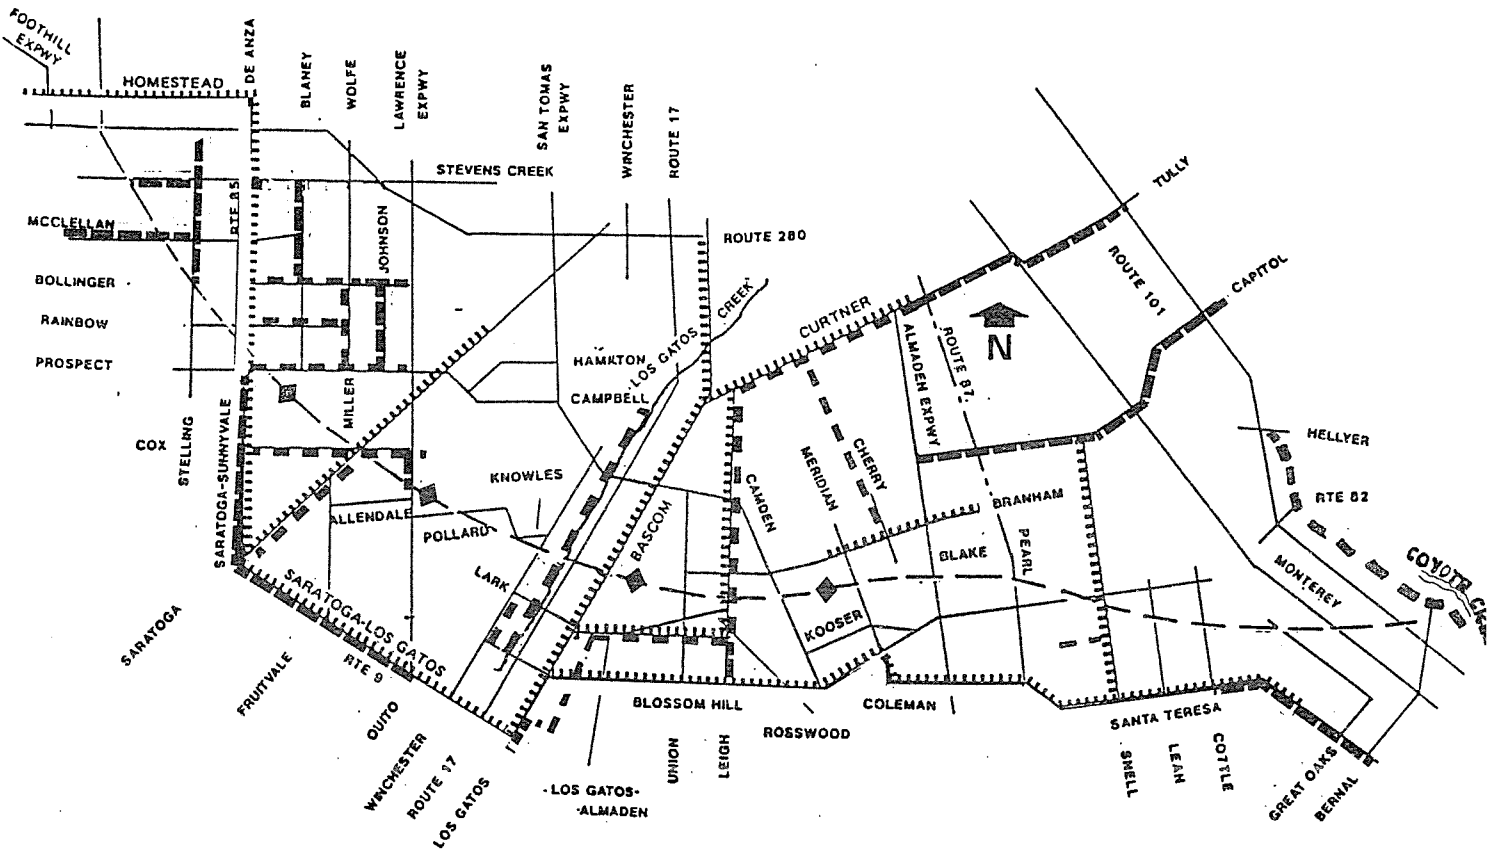 FOOTHILL
EXPWY
HOMESTEAD
DE ANZA
BLANEY
WOLFE
LAWRENCE
EXPWY
SAN TOMAS
EXPWY
WINCHESTER
ROUTE 17
STEVENS CREEK
TULLY
MCCLELLAN
RTE 85
JOHNSON
ROUTE 280
ROUTE 101
CAPITOL
BOLLINGER
RAINBOW
PROSPECT
LOS GATOS CREEK
CURTNER
N
ALMADEN EXPWY
ROUTE 87
HAMKTON
CAMPBELL
MILLER
COX
STELLING
SARATOGA-SUNNYVALE
KNOWLES
MERIDIAN
CHERRY
HELLYER
RTE 82
CAMDEN
ALLENDALE
POLLARD
BASCOM
BRANHAM
BLAKE
PEARL
LARK
KOOSER
MONTEREY
COYOTE CK.
SARATOGA
SARATOGA-LOS GATOS
RTE 9
FRUITVALE
QUITO
WINCHESTER
ROUTE 17
LOS GATOS
BLOSSOM HILL
COLEMAN
ROSSWOOD
SANTA TERESA
UNION
LEIGH
LOS GATOS-
ALMADEN
SNELL
LEAN
COTTLE
GREAT OAKS
BERNAL